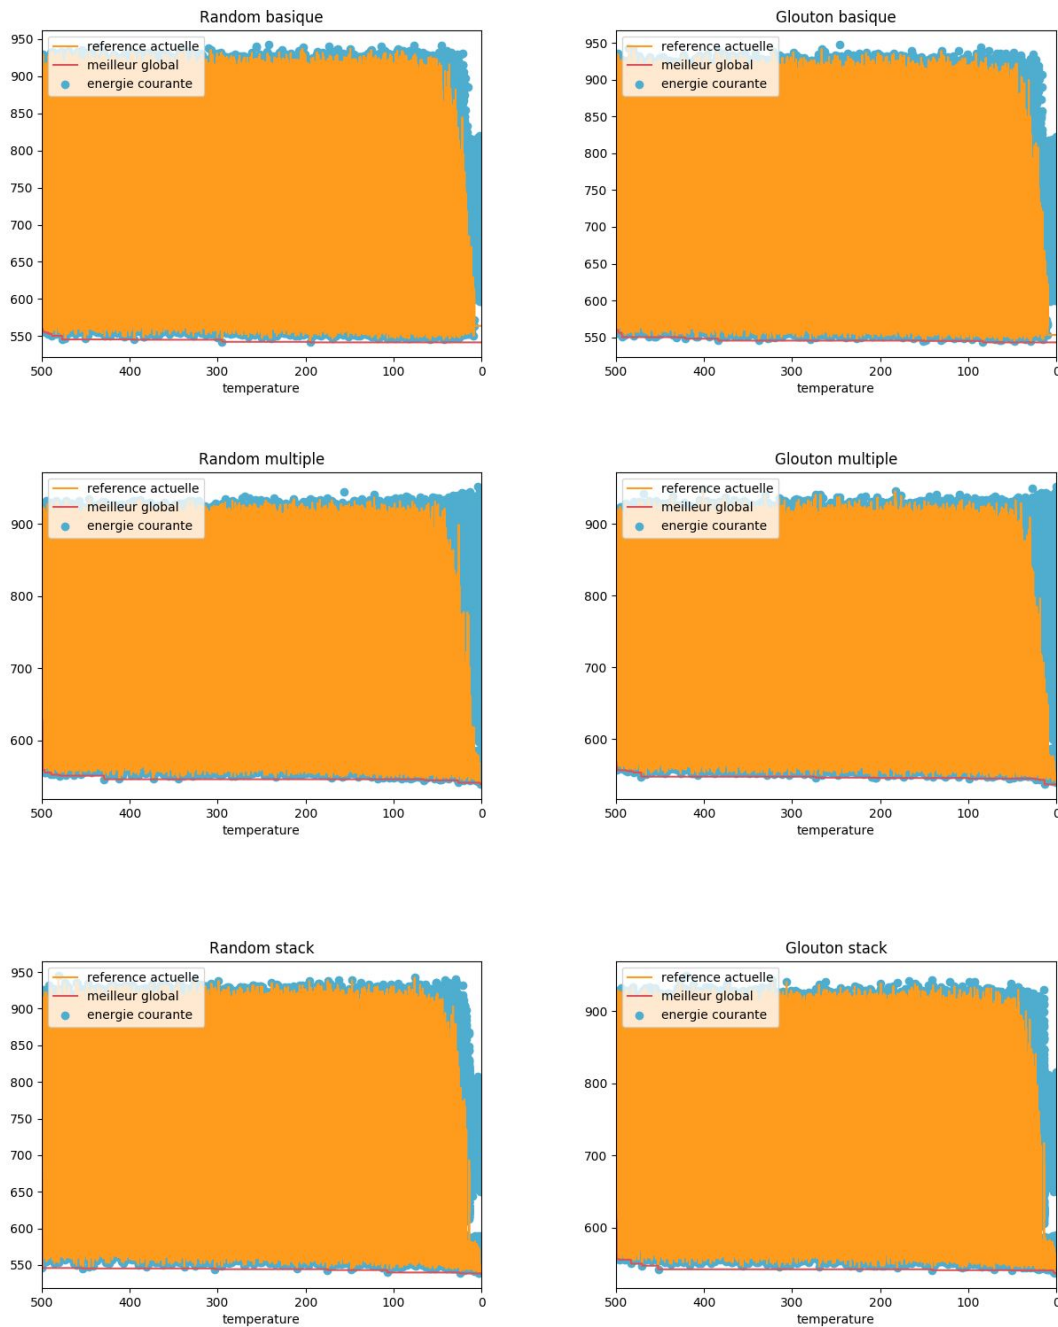 Random basique
950
900
850
800
750
700
650
600
550
reference actuelle
meilleur global
energie courante
500 400 300 200 100 0
temperature
Glouton basique
950
900
850
800
750
700
650
600
550
reference actuelle
meilleur global
energie courante
500 400 300 200 100 0
temperature
Random multiple
900
800
700
600
reference actuelle
meilleur global
energie courante
500 400 300 200 100 0
temperature
Glouton multiple
900
800
700
600
reference actuelle
meilleur global
energie courante
500 400 300 200 100 0
temperature
Random stack
950
900
850
800
750
700
650
600
550
reference actuelle
meilleur global
energie courante
500 400 300 200 100 0
temperature
Glouton stack
900
800
700
600
reference actuelle
meilleur global
energie courante
500 400 300 200 100 0
temperature